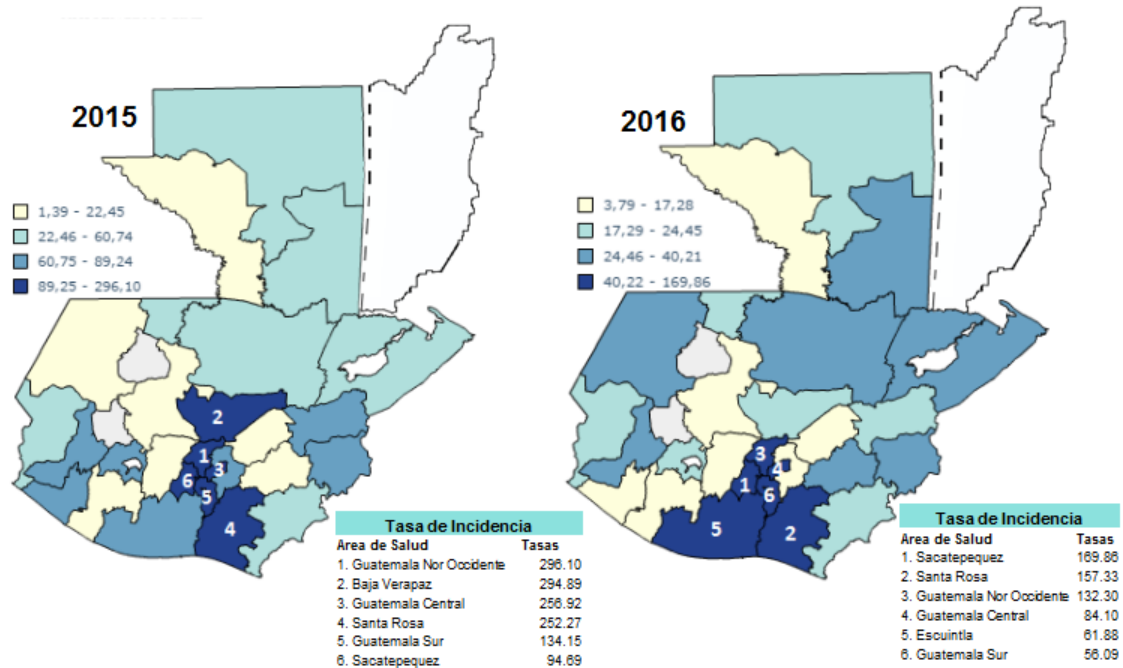 2015
1,39 - 22,45
22,46 - 60,74
60,75 - 89,24
89,25 - 296,10
2
1
3
6
5
4
Tasa de Incidencia
Area de Salud Tasas
1. Guatemala Nor Occidente 296.10
2. Baja Verapaz 294.89
3. Guatemala Central 256.92
4. Santa Rosa 252.27
5. Guatemala Sur 134.15
6. Sacatepequez 94.69
2016
3,79 - 17,28
17,29 - 24,45
24,46 - 40,21
40,22 - 169,86
3
4
1
6
5
2
Tasa de Incidencia
Area de Salud Tasas
1. Sacatepequez 169.86
2. Santa Rosa 157.33
3. Guatemala Nor Occidente 132.30
4. Guatemala Central 84.10
5. Escuintla 61.88
6. Guatemala Sur 56.09